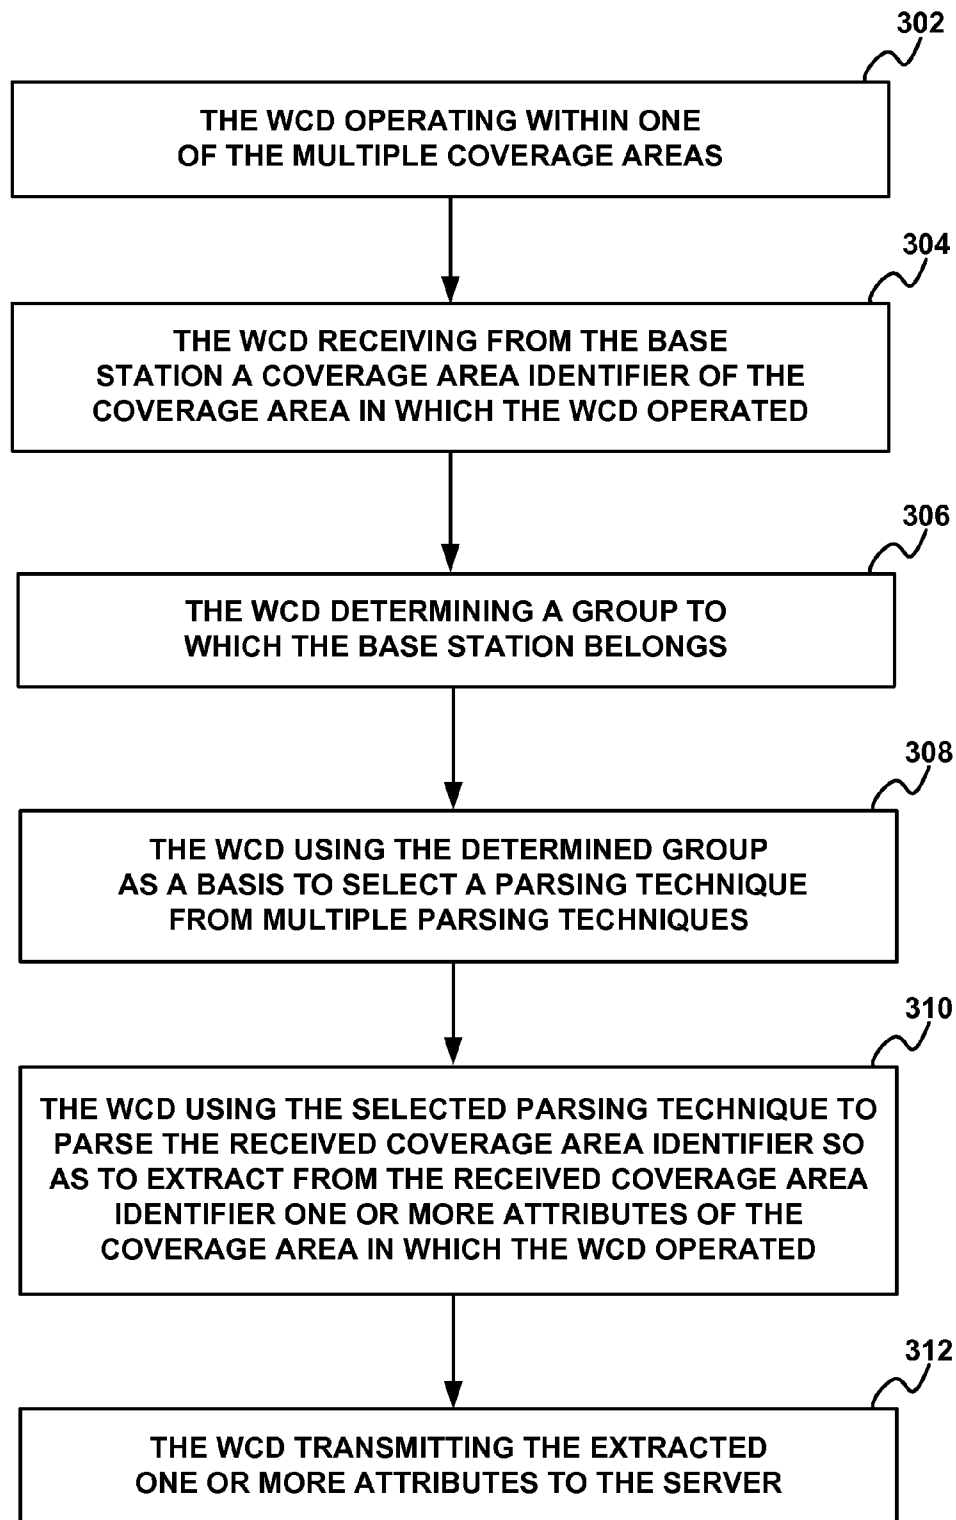 302
THE WCD OPERATING WITHIN ONE
OF THE MULTIPLE COVERAGE AREAS
304
THE WCD RECEIVING FROM THE BASE
STATION A COVERAGE AREA IDENTIFIER OF THE
COVERAGE AREA IN WHICH THE WCD OPERATED
306
THE WCD DETERMINING A GROUP TO
WHICH THE BASE STATION BELONGS
308
THE WCD USING THE DETERMINED GROUP
AS A BASIS TO SELECT A PARSING TECHNIQUE
FROM MULTIPLE PARSING TECHNIQUES
310
THE WCD USING THE SELECTED PARSING TECHNIQUE TO
PARSE THE RECEIVED COVERAGE AREA IDENTIFIER SO
AS TO EXTRACT FROM THE RECEIVED COVERAGE AREA
IDENTIFIER ONE OR MORE ATTRIBUTES OF THE
COVERAGE AREA IN WHICH THE WCD OPERATED
312
THE WCD TRANSMITTING THE EXTRACTED
ONE OR MORE ATTRIBUTES TO THE SERVER